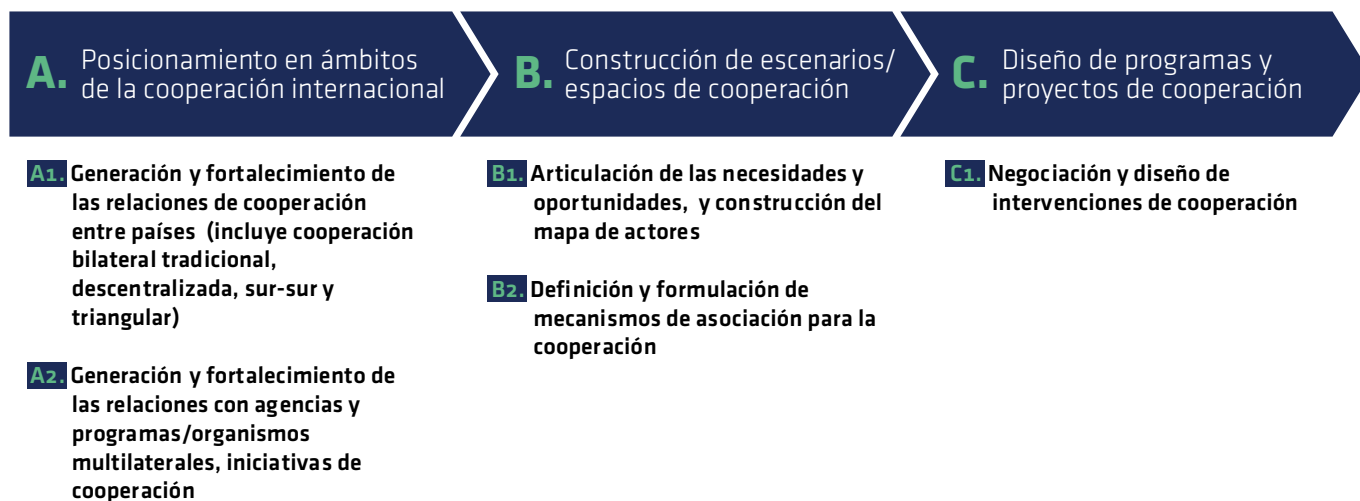 A. Posicionamiento en ámbitos
de la cooperación internacional
B. Construcción de escenarios/
espacios de cooperación
C. Diseño de programas y
proyectos de cooperación
A1. Generación y fortalecimiento de
las relaciones de cooperación
entre países (incluye cooperación
bilateral tradicional,
descentralizada, sur-sur y
triangular)
A2. Generación y fortalecimiento de
las relaciones con agencias y
programas/organismos
multilaterales, iniciativas de
cooperación
B1. Articulación de las necesidades y
oportunidades, y construcción del
mapa de actores
B2. Definición y formulación de
mecanismos de asociación para la
cooperación
C1. Negociación y diseño de
intervenciones de cooperación